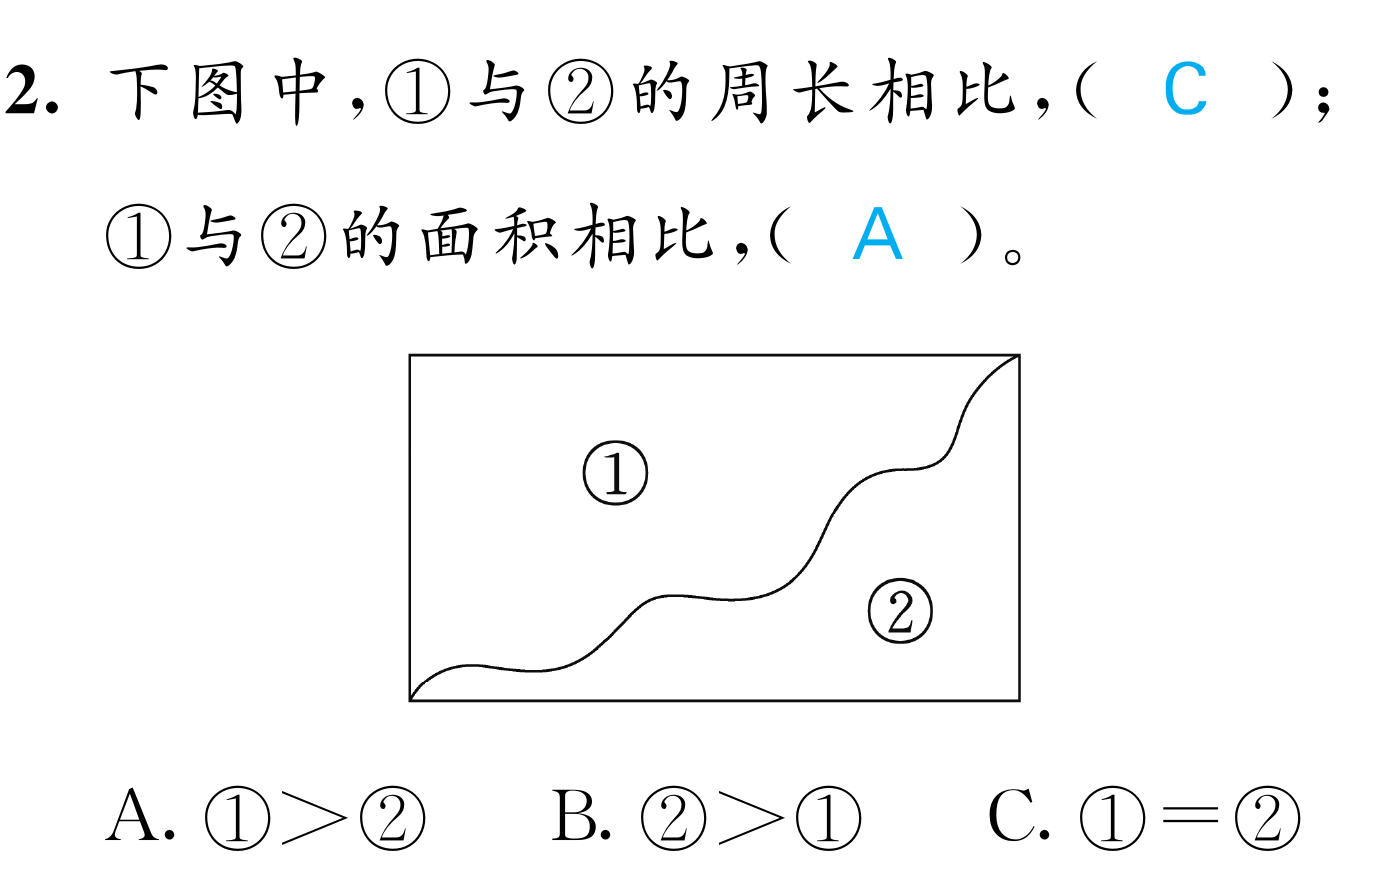 2. 下图中,①与②的周长相比,( C );
①与②的面积相比,( A )。
①
②
A. ①>② B. ②>① C. ①=②